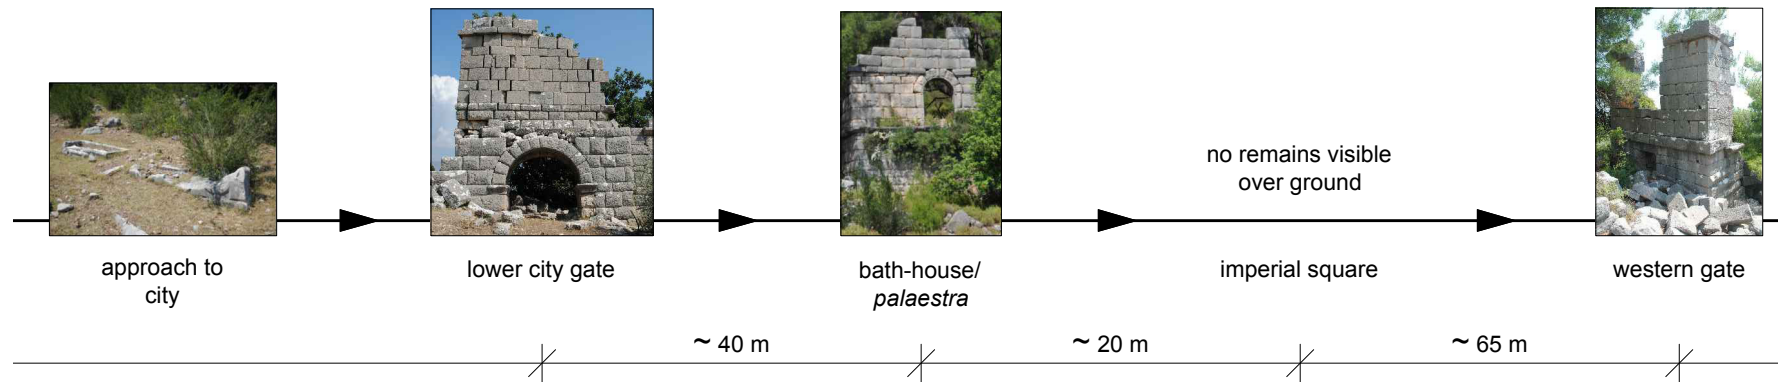 no remains visible
over ground
approach to
city
lower city gate
bath-house/
palaestra
imperial square
western gate
~ 40 m
~ 20 m
~ 65 m